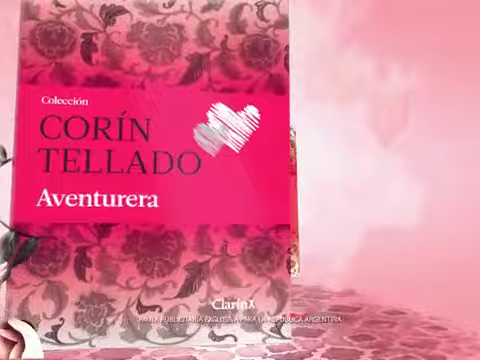 Colección
CORÍN
TELLADO
Aventurera
Clarín X
PAUTA PUBLICITARIA EXCLUSIVA PARA LA REPÚBLICA ARGENTINA